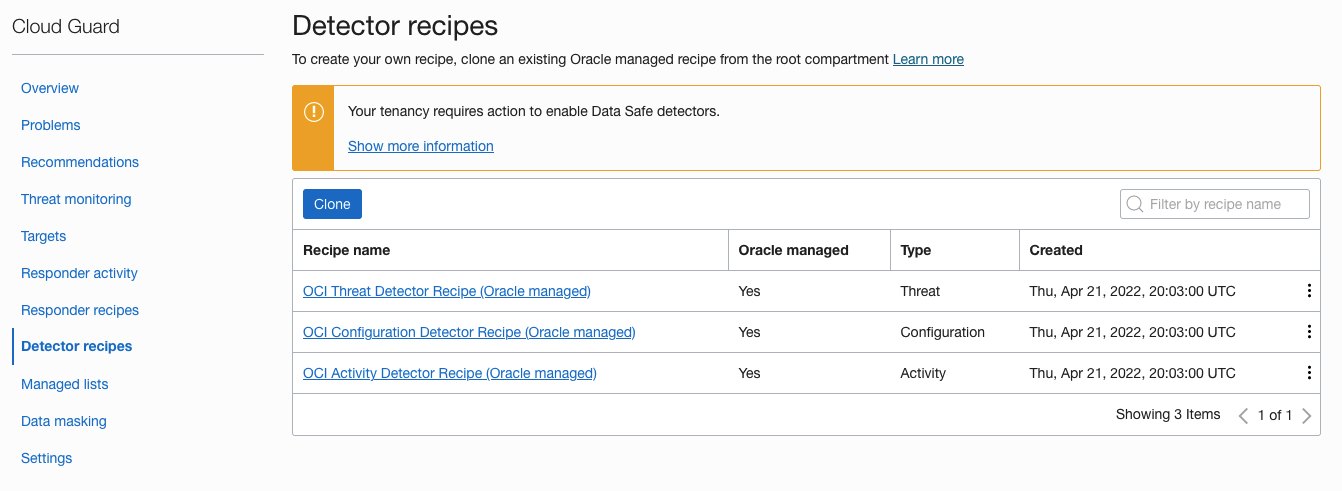 Cloud Guard
Overview
Problems
Recommendations
Threat monitoring
Targets
Responder activity
Responder recipes
Detector recipes
Managed lists
Data masking
Settings
Detector recipes
To create your own recipe, clone an existing Oracle managed recipe from the root compartment Learn more
Your tenancy requires action to enable Data Safe detectors.
Show more information
Clone
Filter by recipe name
Recipe name Oracle managed Type Created
OCI Threat Detector Recipe (Oracle managed) Yes Threat Thu, Apr 21, 2022, 20:03:00 UTC
OCI Configuration Detector Recipe (Oracle managed) Yes Configuration Thu, Apr 21, 2022, 20:03:00 UTC
OCI Activity Detector Recipe (Oracle managed) Yes Activity Thu, Apr 21, 2022, 20:03:00 UTC
Showing 3 Items 1 of 1